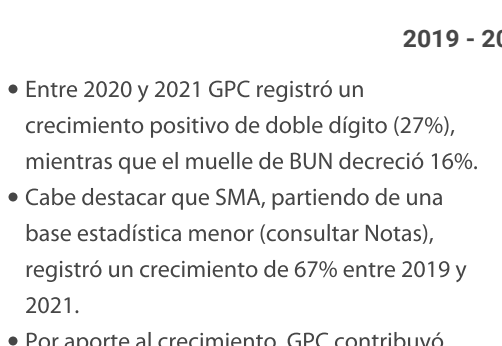 2019 - 20
• Entre 2020 y 2021 GPC registró un
crecimiento positivo de doble dígito (27%),
mientras que el muelle de BUN decreció 16%.
• Cabe destacar que SMA, partiendo de una
base estadística menor (consultar Notas),
registró un crecimiento de 67% entre 2019 y
2021.
• Por aporte al crecimiento, GPC contribuyó